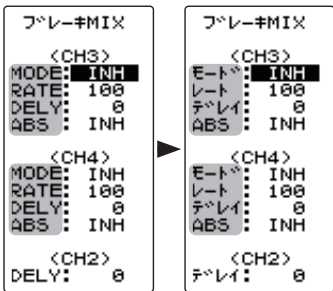 ブレーキMIX
<CH3>
MODE: INH
RATE: 100
DELY: 0
ABS: INH
<CH4>
MODE: INH
RATE: 100
DELY: 0
ABS: INH
<CH2>
DELY: 0
ブレーキMIX
<CH3>
モード: INH
レート: 100
デレイ: 0
ABS: INH
<CH4>
モード: INH
レート: 100
デレイ: 0
ABS: INH
<CH2>
デレイ: 0